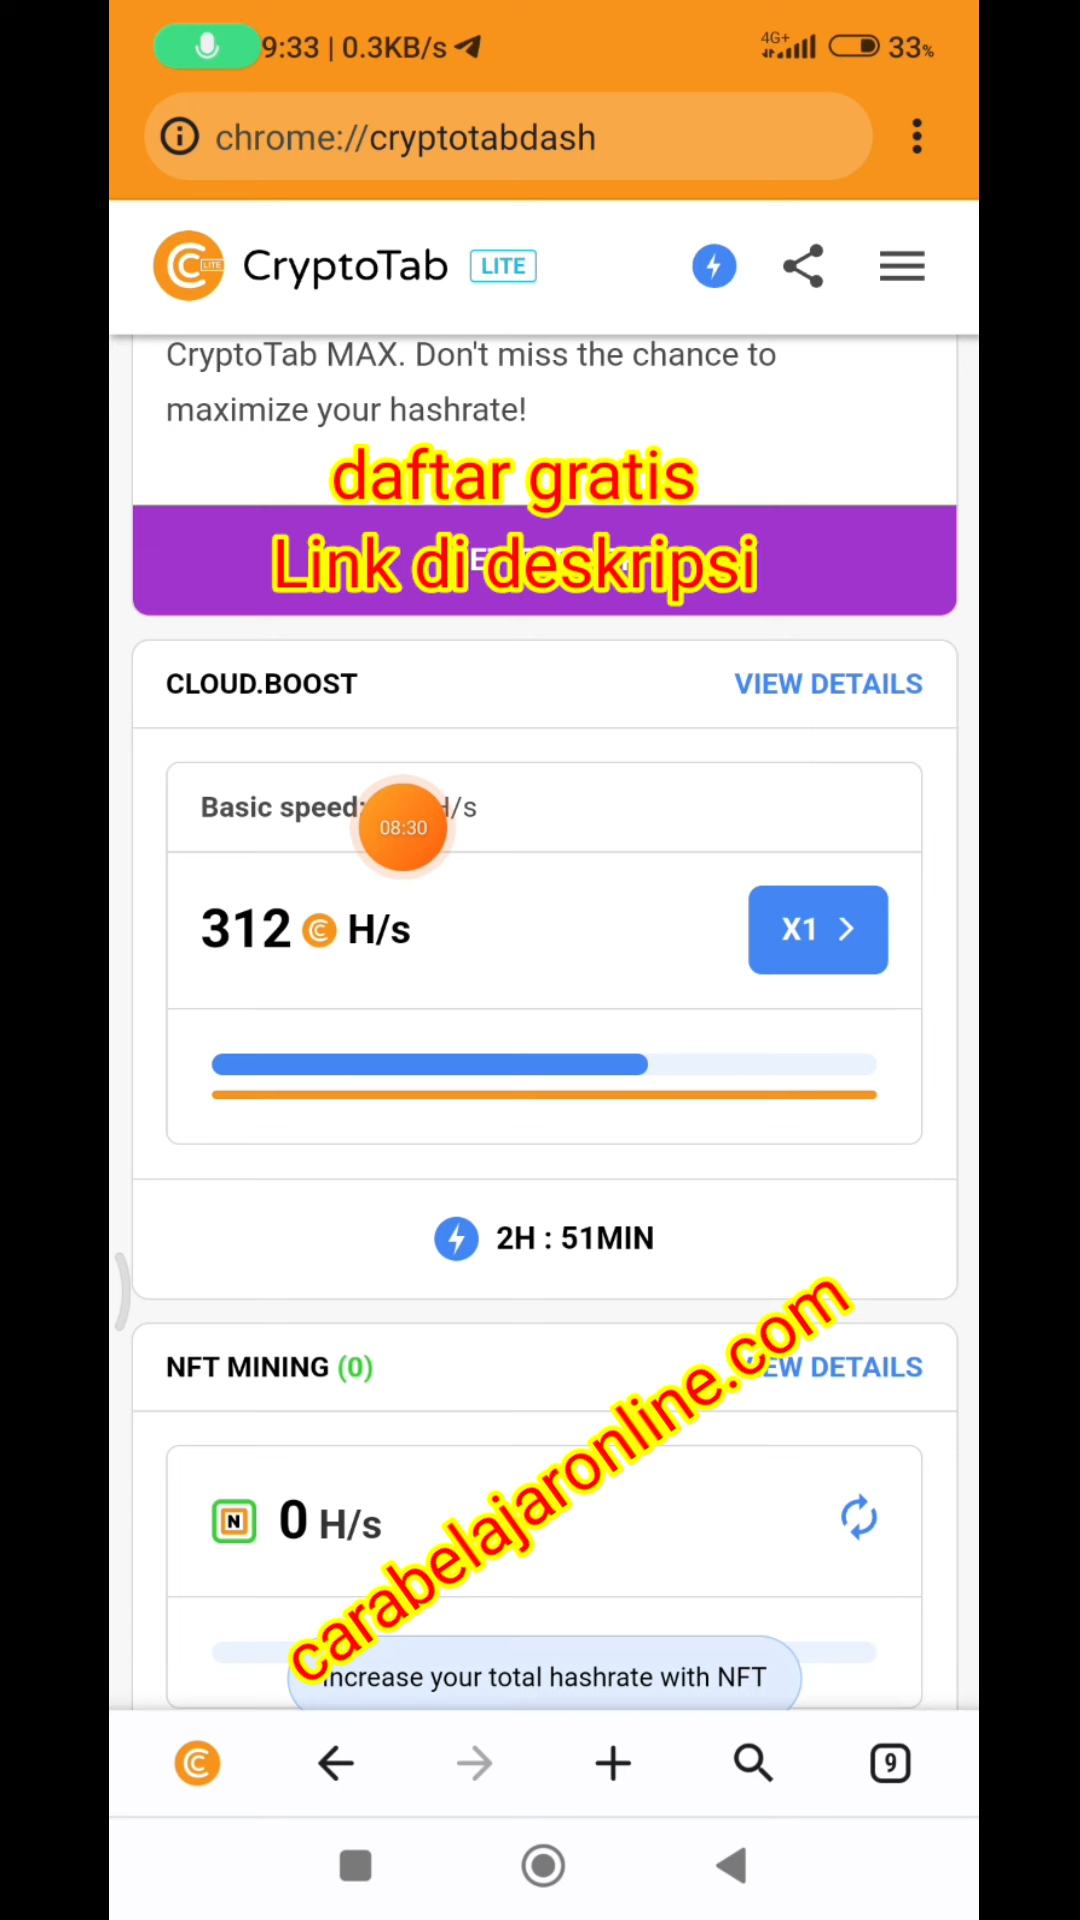 9:33 | 0.3KB/s
4G+ 33%
chrome://cryptotabdash
CryptoTab LITE
CryptoTab MAX. Don't miss the chance to
maximize your hashrate!
daftar gratis
Link di deskripsi
CLOUD.BOOST VIEW DETAILS
Basic speed: H/s
08:30
312 H/s X1 >
2H : 51MIN
carabelajaronline.com
NFT MINING (0) VIEW DETAILS
N 0 H/s
Increase your total hashrate with NFT
9